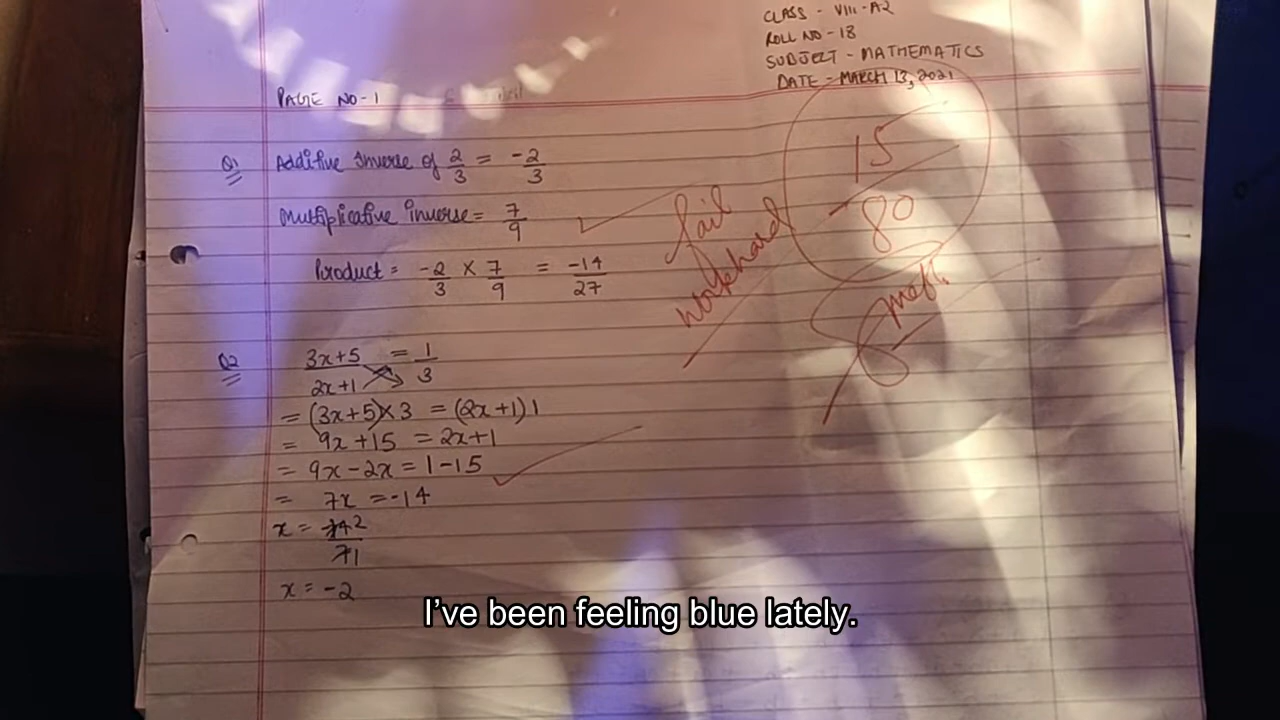 CLASS - VIII-A2
ROLL NO - 18
SUBJECT - MATHEMATICS
DATE - MARCH 13, 2021
PAGE NO - 1
15
80
Q1 Additive Inverse of 2/3 = -2/3
Multiplicative inverse = 7/9
Product = -2/3 × 7/9 = -14/27
fail
workhard
Q2 3x+5/2x+1 = 1/3
= (3x+5)×3 = (2x+1)1
= 9x+15 = 2x+1
= 9x-2x = 1-15
= 7x = -14
x = -14 2/7 1
x = -2
I've been feeling blue lately.